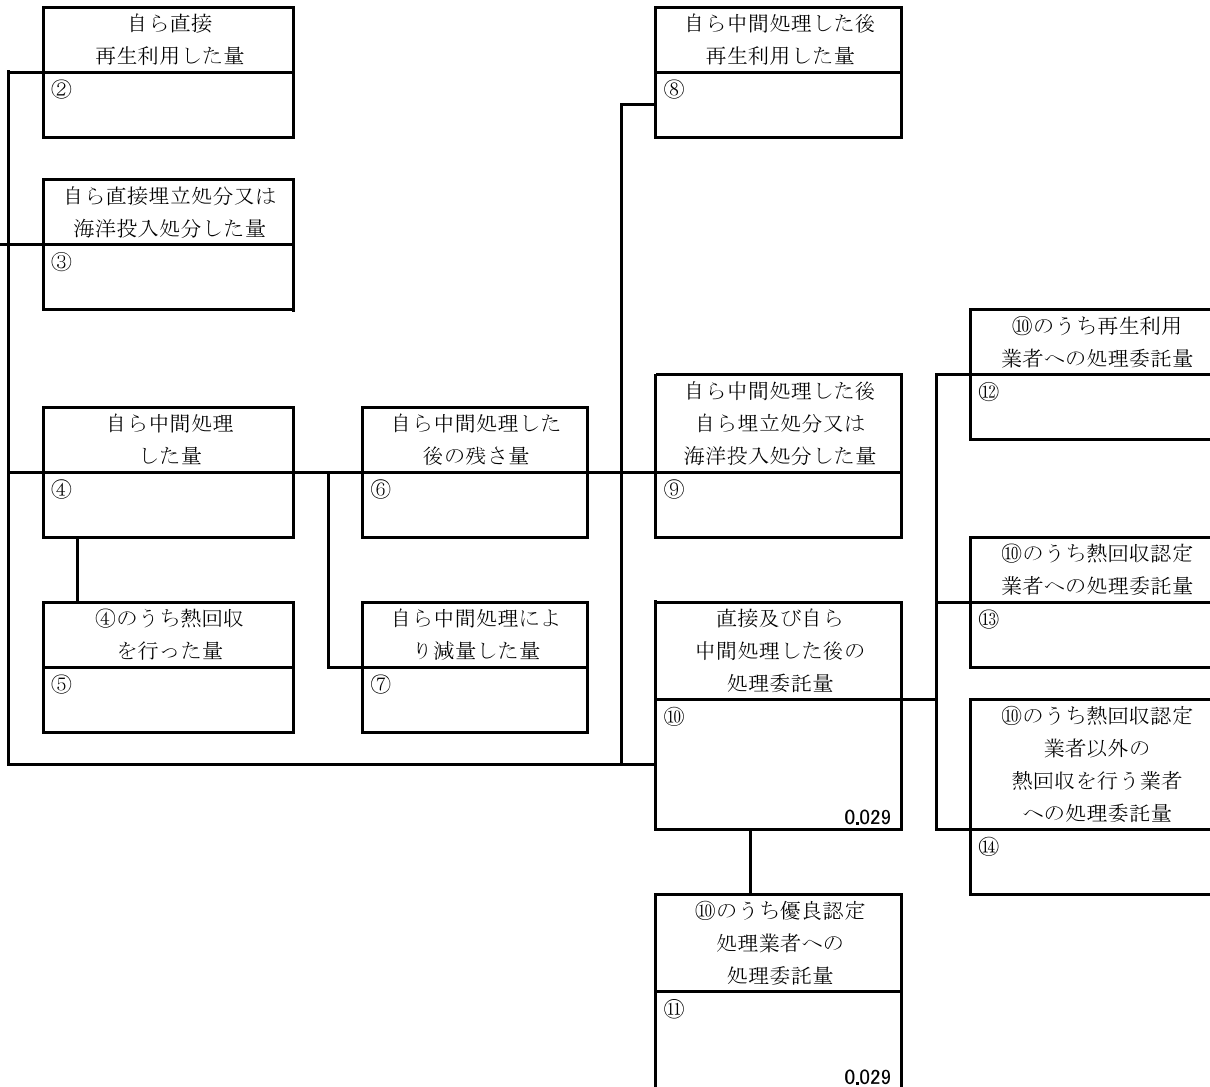 自ら直接
再生利用した量
②
自ら中間処理した後
再生利用した量
⑧
自ら直接埋立処分又は
海洋投入処分した量
③
⑩のうち再生利用
業者への処理委託量
⑫
自ら中間処理
した量
④
自ら中間処理した
後の残さ量
⑥
自ら中間処理した後
自ら埋立処分又は
海洋投入処分した量
⑨
⑩のうち熱回収認定
業者への処理委託量
⑬
④のうち熱回収
を行った量
⑤
自ら中間処理によ
り減量した量
⑦
直接及び自ら
中間処理した後の
処理委託量
⑩
0.029
⑩のうち熱回収認定
業者以外の
熱回収を行う業者
への処理委託量
⑭
⑩のうち優良認定
処理業者への
処理委託量
⑪
0.029